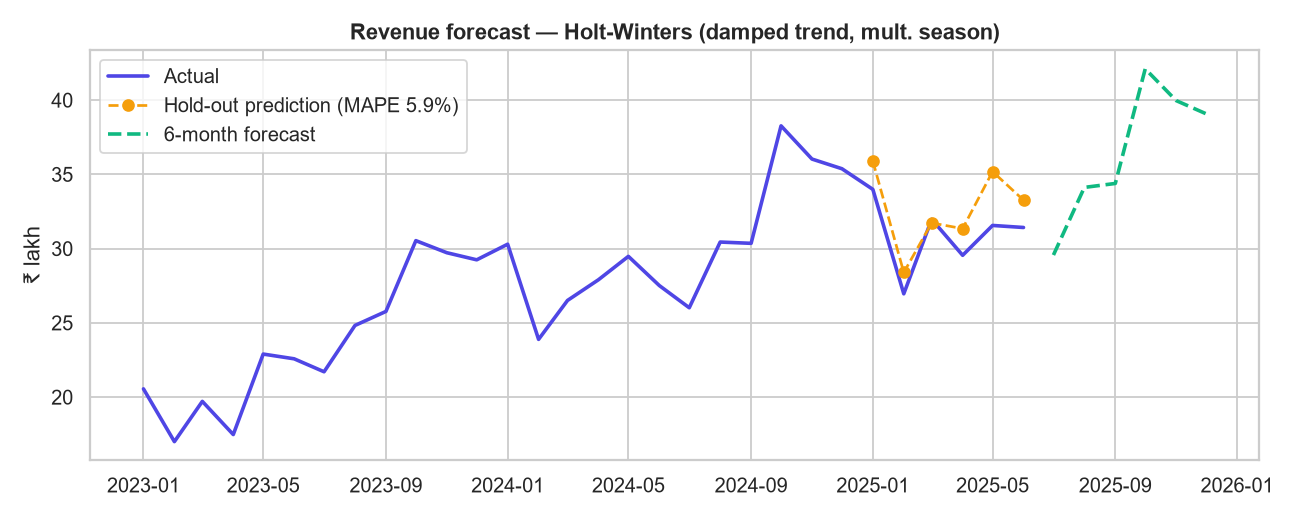 Revenue forecast — Holt-Winters (damped trend, mult. season)
Actual
Hold-out prediction (MAPE 5.9%)
6-month forecast
₹ lakh
40
35
30
25
20
2023-01 2023-05 2023-09 2024-01 2024-05 2024-09 2025-01 2025-05 2025-09 2026-01